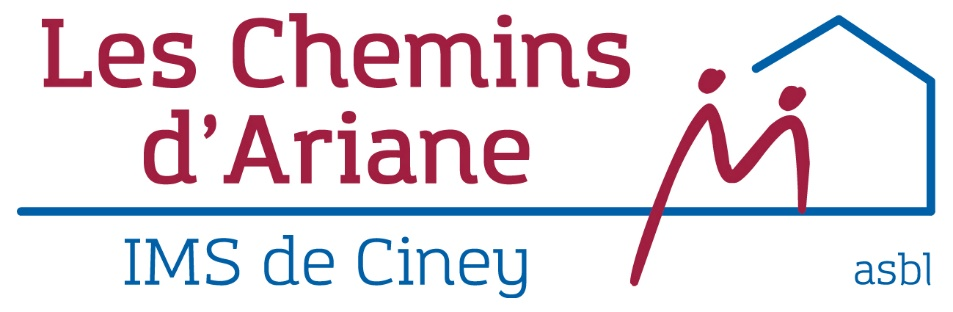 Les Chemins
d'Ariane
IMS de Ciney
asbl